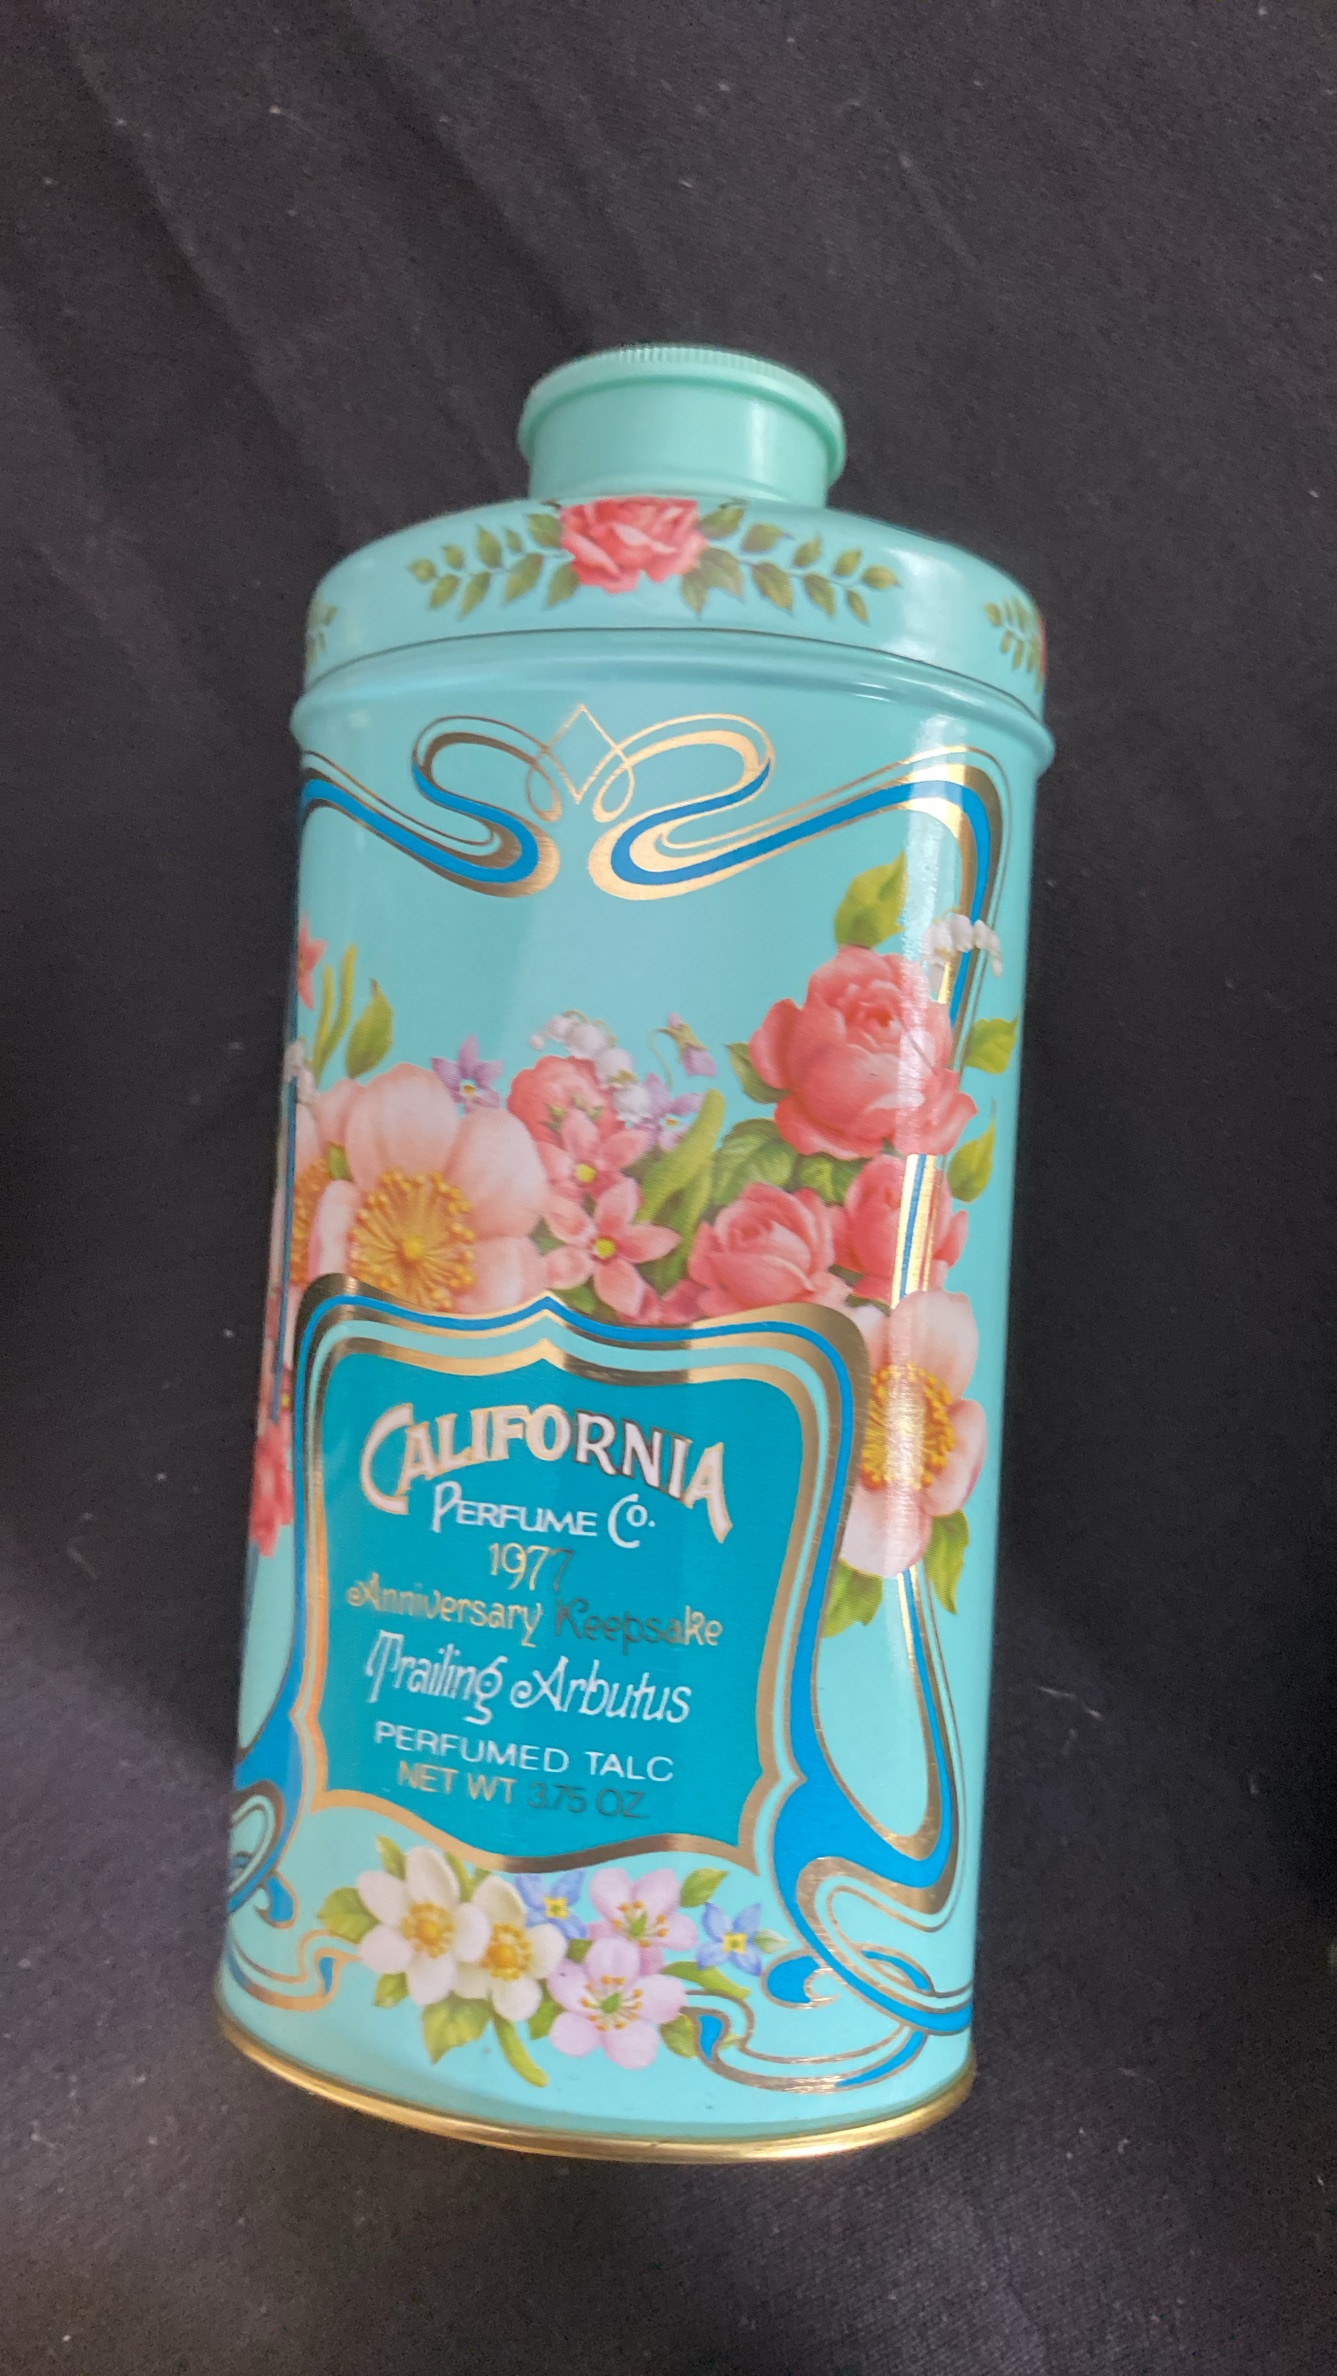 CALIFORNIA
PERFUME CO.
1977
Anniversary Keepsake
Trailing Arbutus
PERFUMED TALC
NET WT 3.75 OZ